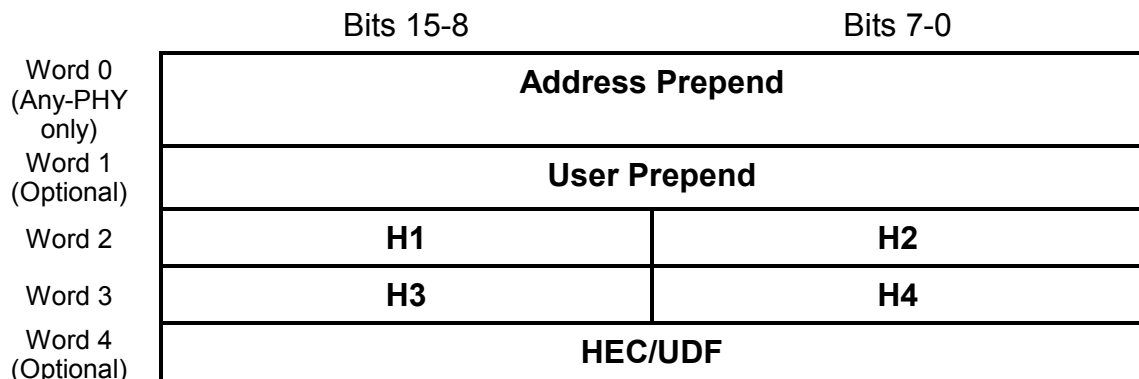 Bits 15-8 Bits 7-0
Word 0
(Any-PHY
only)
Address Prepend
Word 1
(Optional)
User Prepend
Word 2 H1 H2
Word 3 H3 H4
Word 4
(Optional)
HEC/UDF